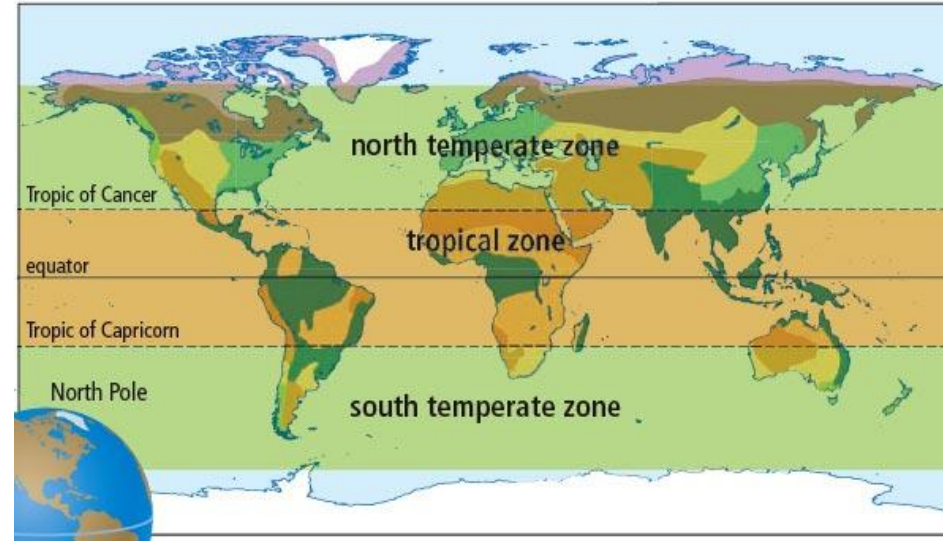 north temperate zone
Tropic of Cancer
tropical zone
equator
Tropic of Capricorn
North Pole
south temperate zone